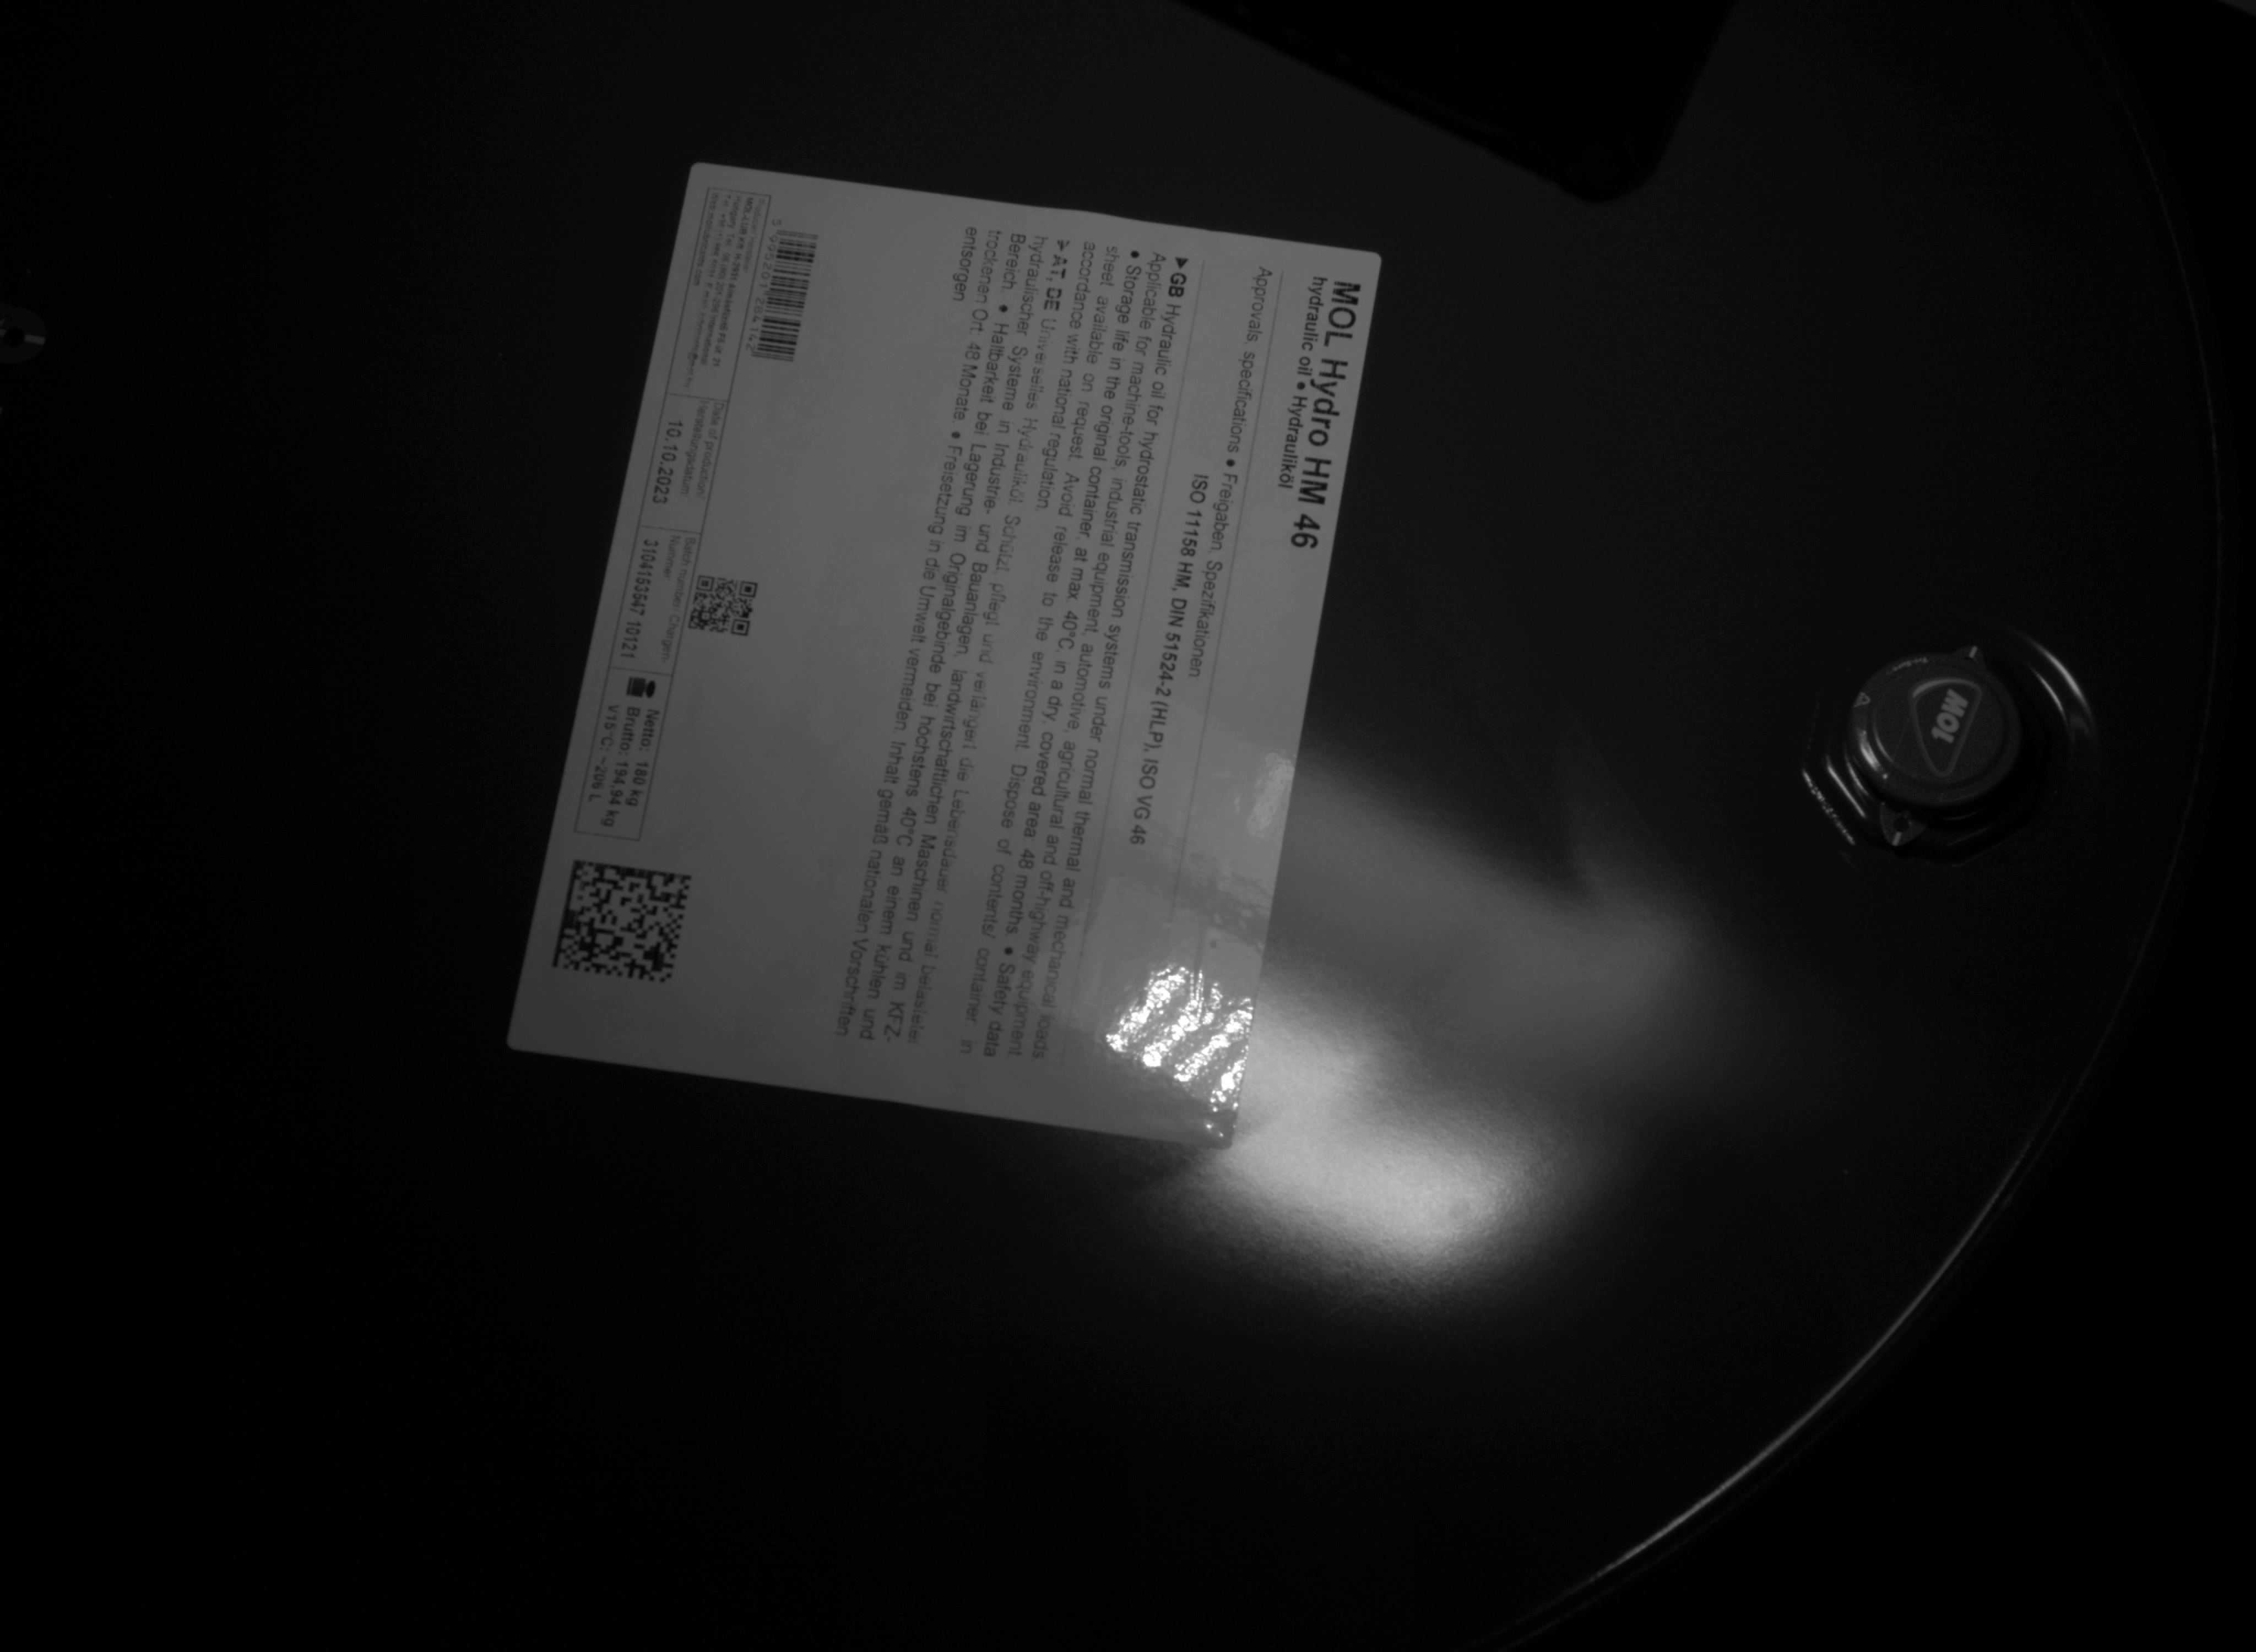 MOL Hydro HM 46
hydraulic oil • Hydrauliköl
Approvals, specifications • Freigaben, Spezifikationen:
ISO 11158 HM, DIN 51524-2 (HLP), ISO VG 46
►GB Hydraulic oil for hydrostatic transmission systems under normal thermal and mechanical loads.
Applicable for machine-tools, industrial equipment, automotive, agricultural and off-highway equipment.
• Storage life in the original container, at max. 40°C, in a dry, covered area: 48 months. • Safety data
sheet available on request. Avoid release to the environment. Dispose of contents/ container in
accordance with national regulation.
►AT, DE Universelles Hydrauliköl. Schützt, pflegt und verlängert die Lebensdauer normal belasteter
hydraulischer Systeme in Industrie- und Bauanlagen, landwirtschaftlichen Maschinen und im KFZ-
Bereich. • Haltbarkeit bei Lagerung im Originalgebinde bei höchstens 40°C an einem kühlen und
trockenen Ort: 48 Monate. • Freisetzung in die Umwelt vermeiden. Inhalt gemäß nationalen Vorschriften
entsorgen.
5 995201 284142
Date of production/
Herstellungsdatum:
10.10.2023
Batch number/ Chargen-
Nummer:
3104153547 10121
Netto: 180 kg
Brutto: 194,94 kg
V15°C: ~206 L
MOL